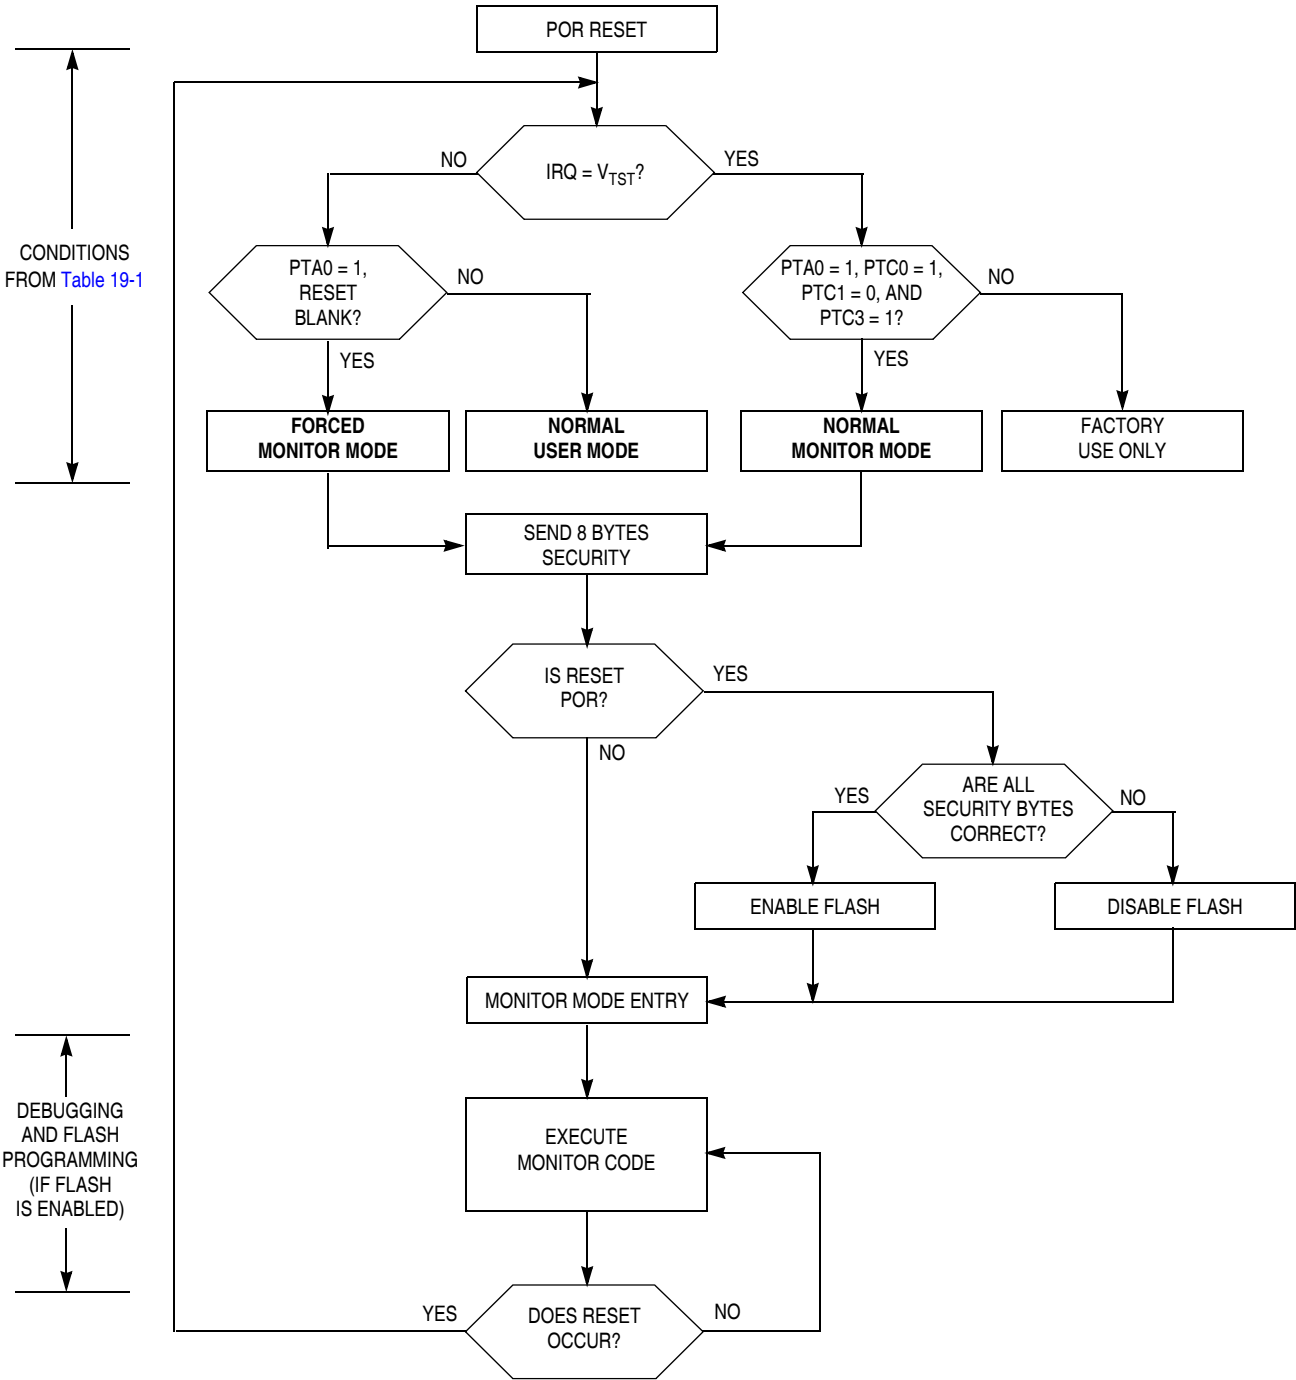 POR RESET
NO
IRQ = VTST?
YES
CONDITIONS
FROM Table 19-1
PTA0 = 1,
RESET
BLANK?
NO
YES
PTA0 = 1, PTC0 = 1,
PTC1 = 0, AND
PTC3 = 1?
NO
YES
FORCED
MONITOR MODE
NORMAL
USER MODE
NORMAL
MONITOR MODE
FACTORY
USE ONLY
SEND 8 BYTES
SECURITY
IS RESET
POR?
YES
NO
YES
ARE ALL
SECURITY BYTES
CORRECT?
NO
ENABLE FLASH
DISABLE FLASH
MONITOR MODE ENTRY
DEBUGGING
AND FLASH
PROGRAMMING
(IF FLASH
IS ENABLED)
EXECUTE
MONITOR CODE
YES
DOES RESET
OCCUR?
NO